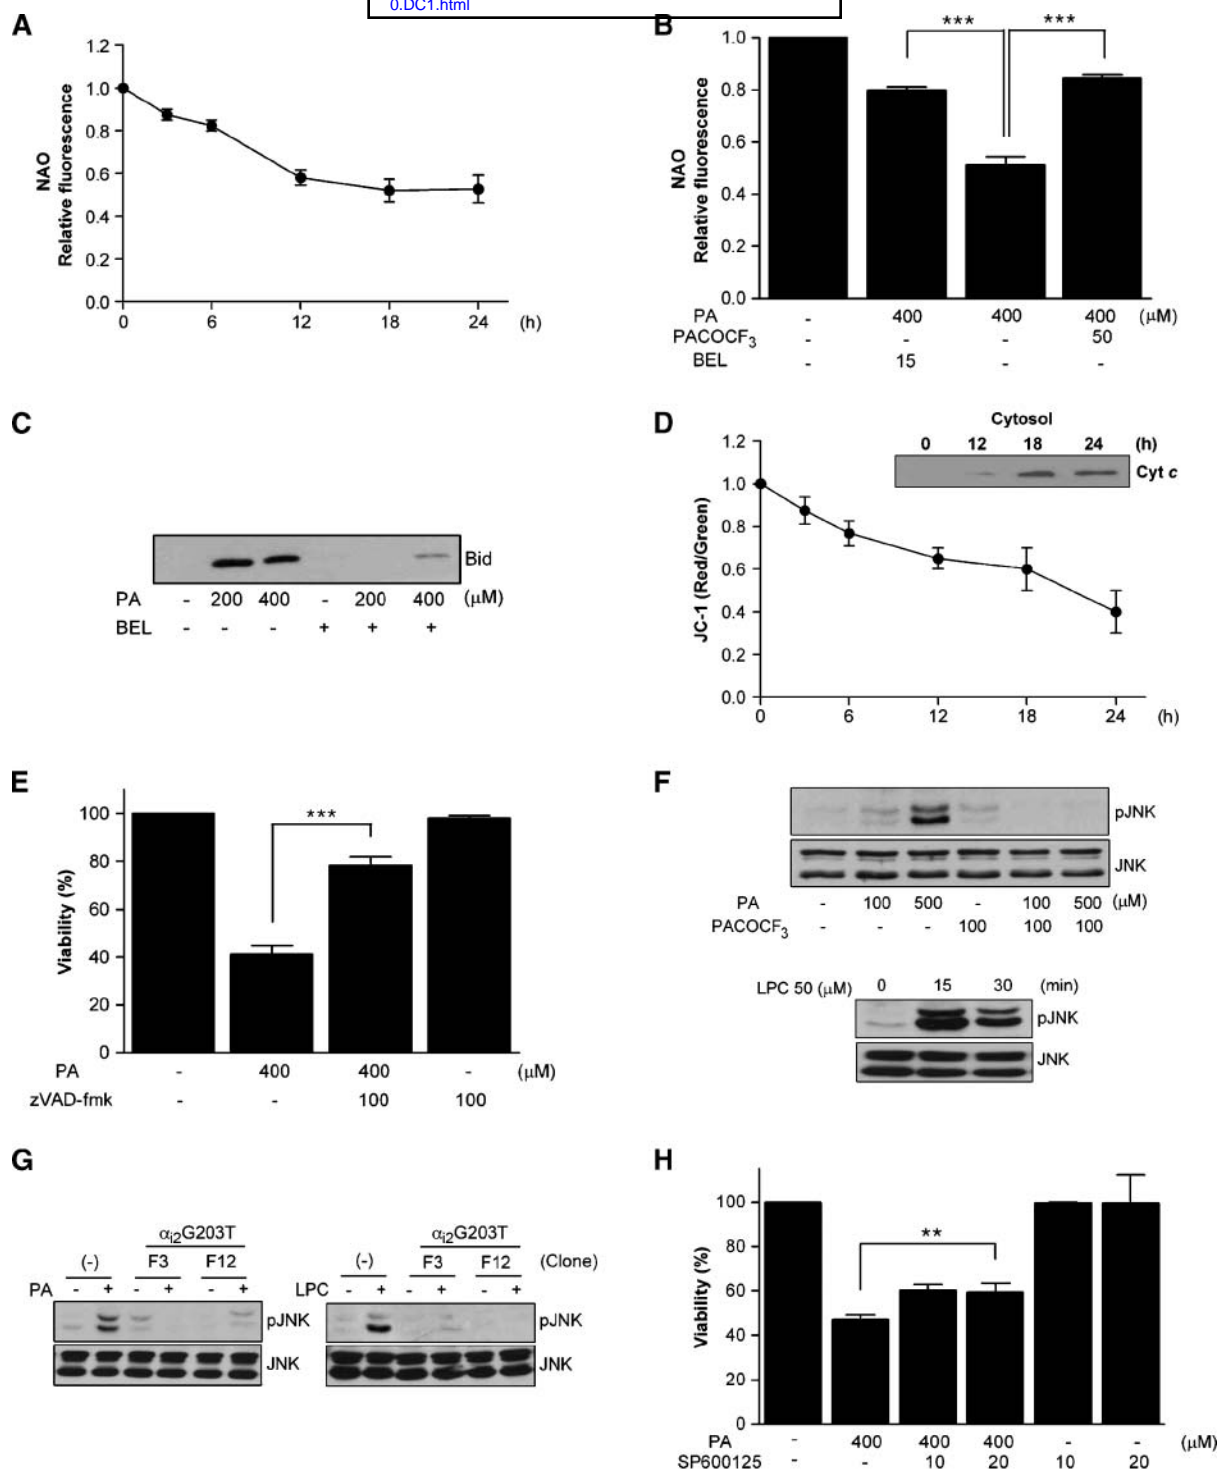 0.DC1.html
A
NAO
Relative fluorescence
1.2
1.0
0.8
0.6
0.4
0.2
0.0
0 6 12 18 24 (h)
B
*** ***
NAO
Relative fluorescence
1.0
0.8
0.6
0.4
0.2
0.0
PA - 400 400 400 (μM)
PACOCF3 - - - 50
BEL - 15 - -
C
Bid
PA - 200 400 - 200 400 (μM)
BEL - - - + + +
D
Cytosol
0 12 18 24 (h)
Cyt c
JC-1 (Red/Green)
1.2
1.0
0.8
0.6
0.4
0.2
0.0
0 6 12 18 24 (h)
E
***
Viability (%)
100
80
60
40
20
0
PA - 400 400 - (μM)
zVAD-fmk - - 100 100
F
pJNK
JNK
PA - 100 500 - 100 500 (μM)
PACOCF3 - - - 100 100 100
LPC 50 (μM) 0 15 30 (min)
pJNK
JNK
G
αi2G203T
(-) F3 F12
PA - + - + - +
pJNK
JNK
αi2G203T
(-) F3 F12 (Clone)
LPC - + - + - +
pJNK
JNK
H
**
Viability (%)
100
80
60
40
20
0
PA - 400 400 400 - - (μM)
SP600125 - - 10 20 10 20